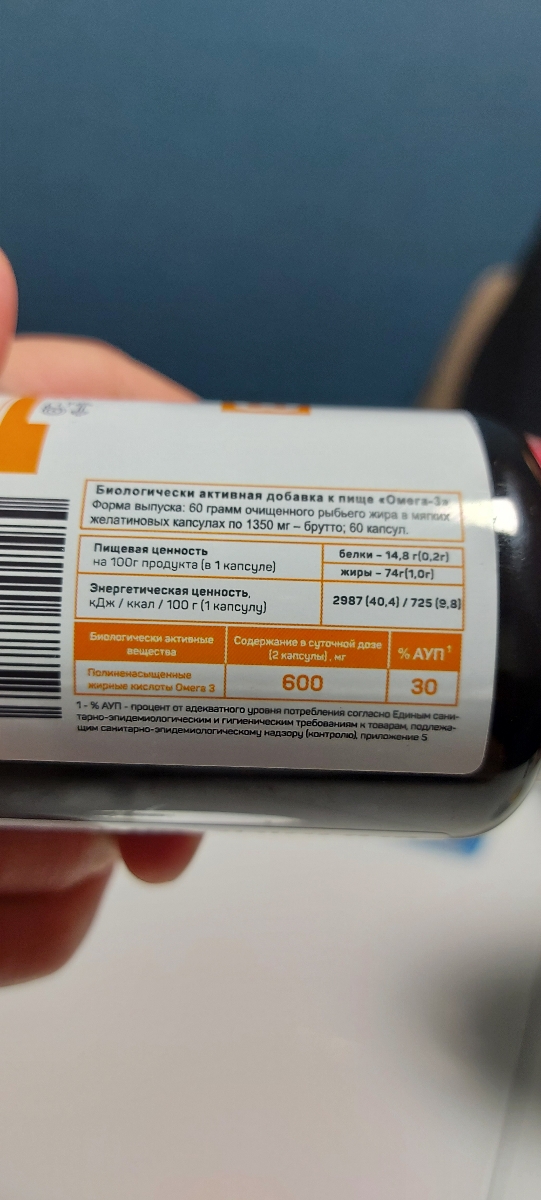 Биологически активная добавка к пище «Омега-3»
Форма выпуска: 60 грамм очищенного рыбьего жира в мягких
желатиновых капсулах по 1350 мг – брутто; 60 капсул.
Пищевая ценность
на 100г продукта (в 1 капсуле)
белки – 14,8 г(0,2г)
жиры – 74г(1,0г)
Энергетическая ценность,
кДж / ккал / 100 г (1 капсулу)
2987 (40,4) / 725 (9,8)
Биологически активные
вещества
Содержание в суточной дозе
(2 капсулы) , мг
% АУП¹
Полиненасыщенные
жирные кислоты Омега 3
600
30
1 - % АУП - процент от адекватного уровня потребления согласно Единым сани-
тарно-эпидемиологическим и гигиеническим требованиям к товарам, подлежа-
щим санитарно-эпидемиологическому надзору (контролю), приложение 5